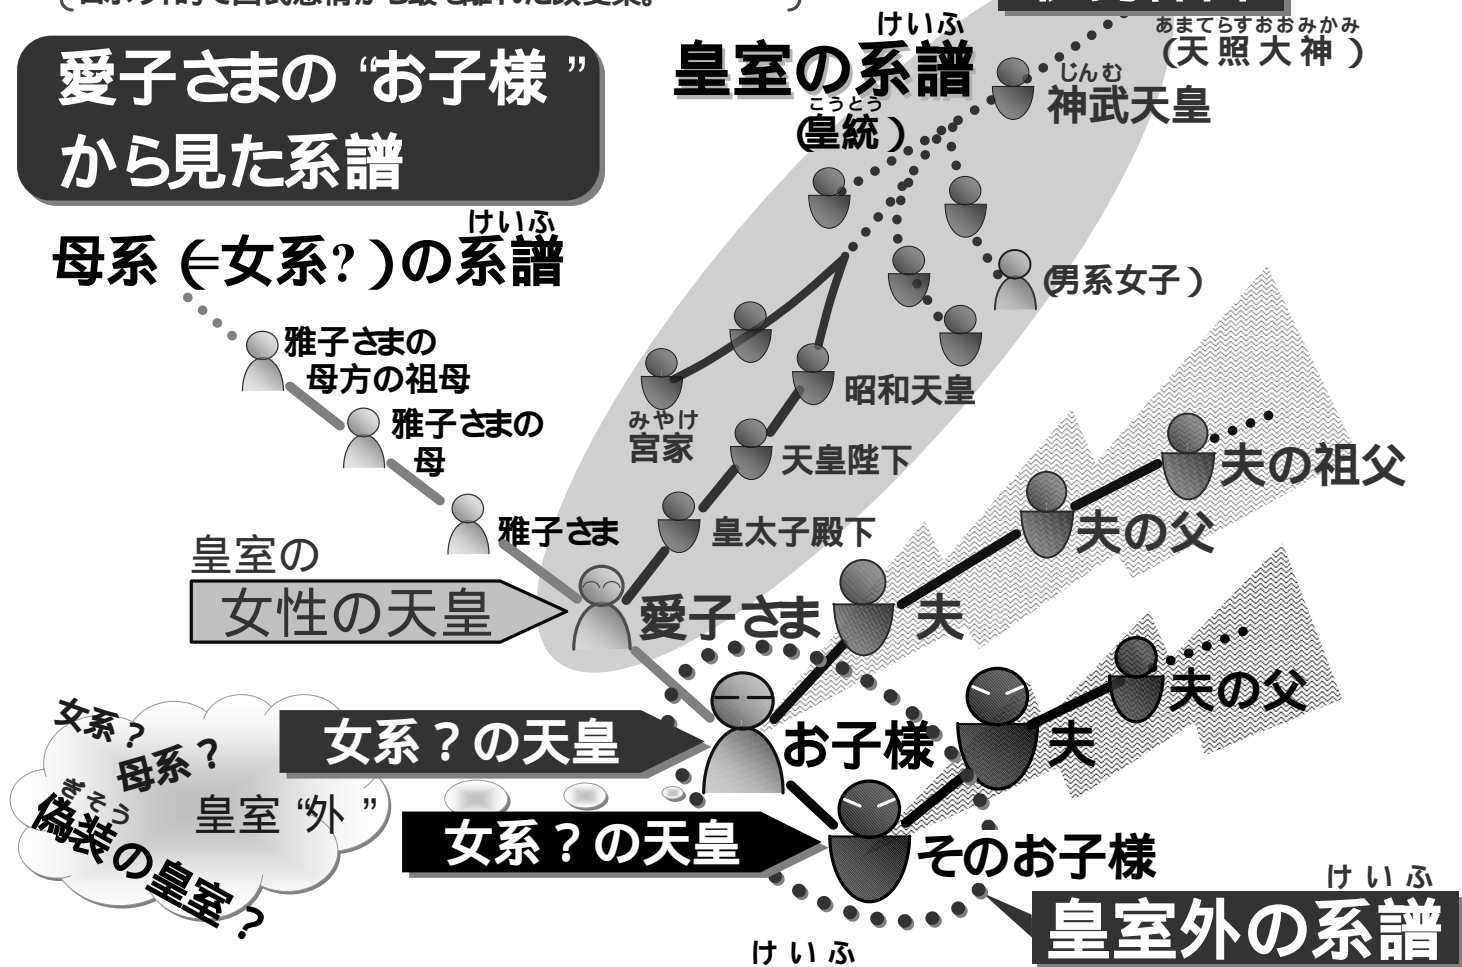 愛子さまの“お子様”
から見た系譜
けいふ
皇室の系譜
こうとう
(皇統)
あまてらすおおみかみ
(天照大神)
じんむ
神武天皇
けいふ
母系(=女系?)の系譜
(男系女子)
雅子さまの
母方の祖母
雅子さまの
母
雅子さま
昭和天皇
みやけ
宮家
天皇陛下
皇太子殿下
夫の祖父
夫の父
皇室の
女性の天皇
愛子さま
夫
夫の父
女系?
母系?
ぎそう
偽装の皇室?
皇室“外”
女系?の天皇
お子様
夫
女系?の天皇
そのお子様
けいふ
皇室外の系譜
けいふ